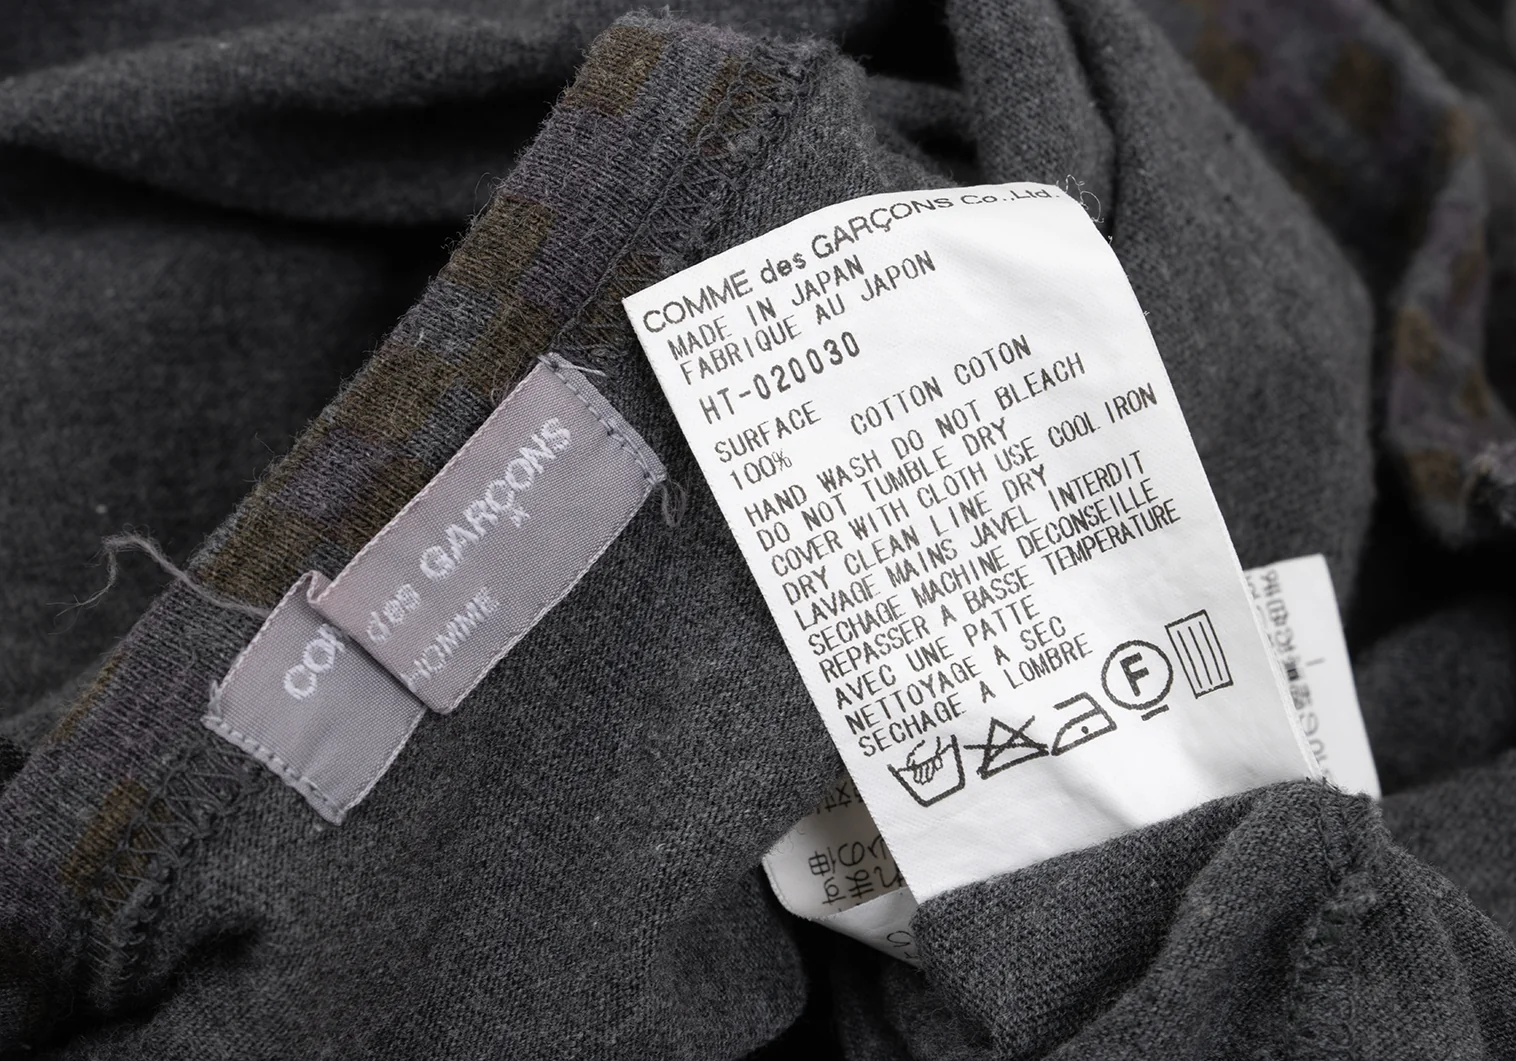 COMME des GARÇONS Co.,Ltd.
MADE IN JAPAN
FABRIQUE AU JAPON
HT-020030
SURFACE COTTON COTON
100%
HAND WASH DO NOT BLEACH
DO NOT TUMBLE DRY
COVER WITH CLOTH USE COOL IRON
DRY CLEAN LINE DRY
LAVAGE MAINS JAVEL INTERDIT
SECHAGE MACHINE DECONSEILLE
REPASSER A BASSE TEMPERATURE
AVEC UNE PATTE
NETTOYAGE A SEC
SECHAGE A LOMBRE
F
des GARÇONS
HOMME